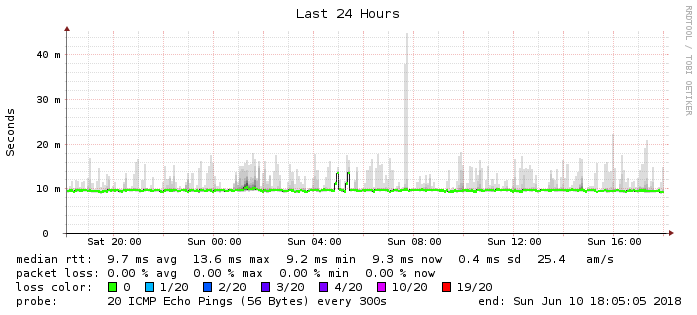 Last 24 Hours
RRDTOOL / TOBI OETIKER
Seconds
40 m
30 m
20 m
10 m
0
Sat 20:00 Sun 00:00 Sun 04:00 Sun 08:00 Sun 12:00 Sun 16:00
median rtt: 9.7 ms avg 13.6 ms max 9.2 ms min 9.3 ms now 0.4 ms sd 25.4 am/s
packet loss: 0.00 % avg 0.00 % max 0.00 % min 0.00 % now
loss color: 0 1/20 2/20 3/20 4/20 10/20 19/20
probe: 20 ICMP Echo Pings (56 Bytes) every 300s end: Sun Jun 10 18:05:05 2018